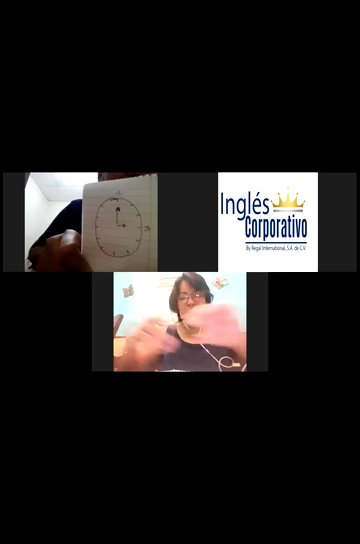 Inglés
Corporativo
By Regal International, S.A. de C.V.